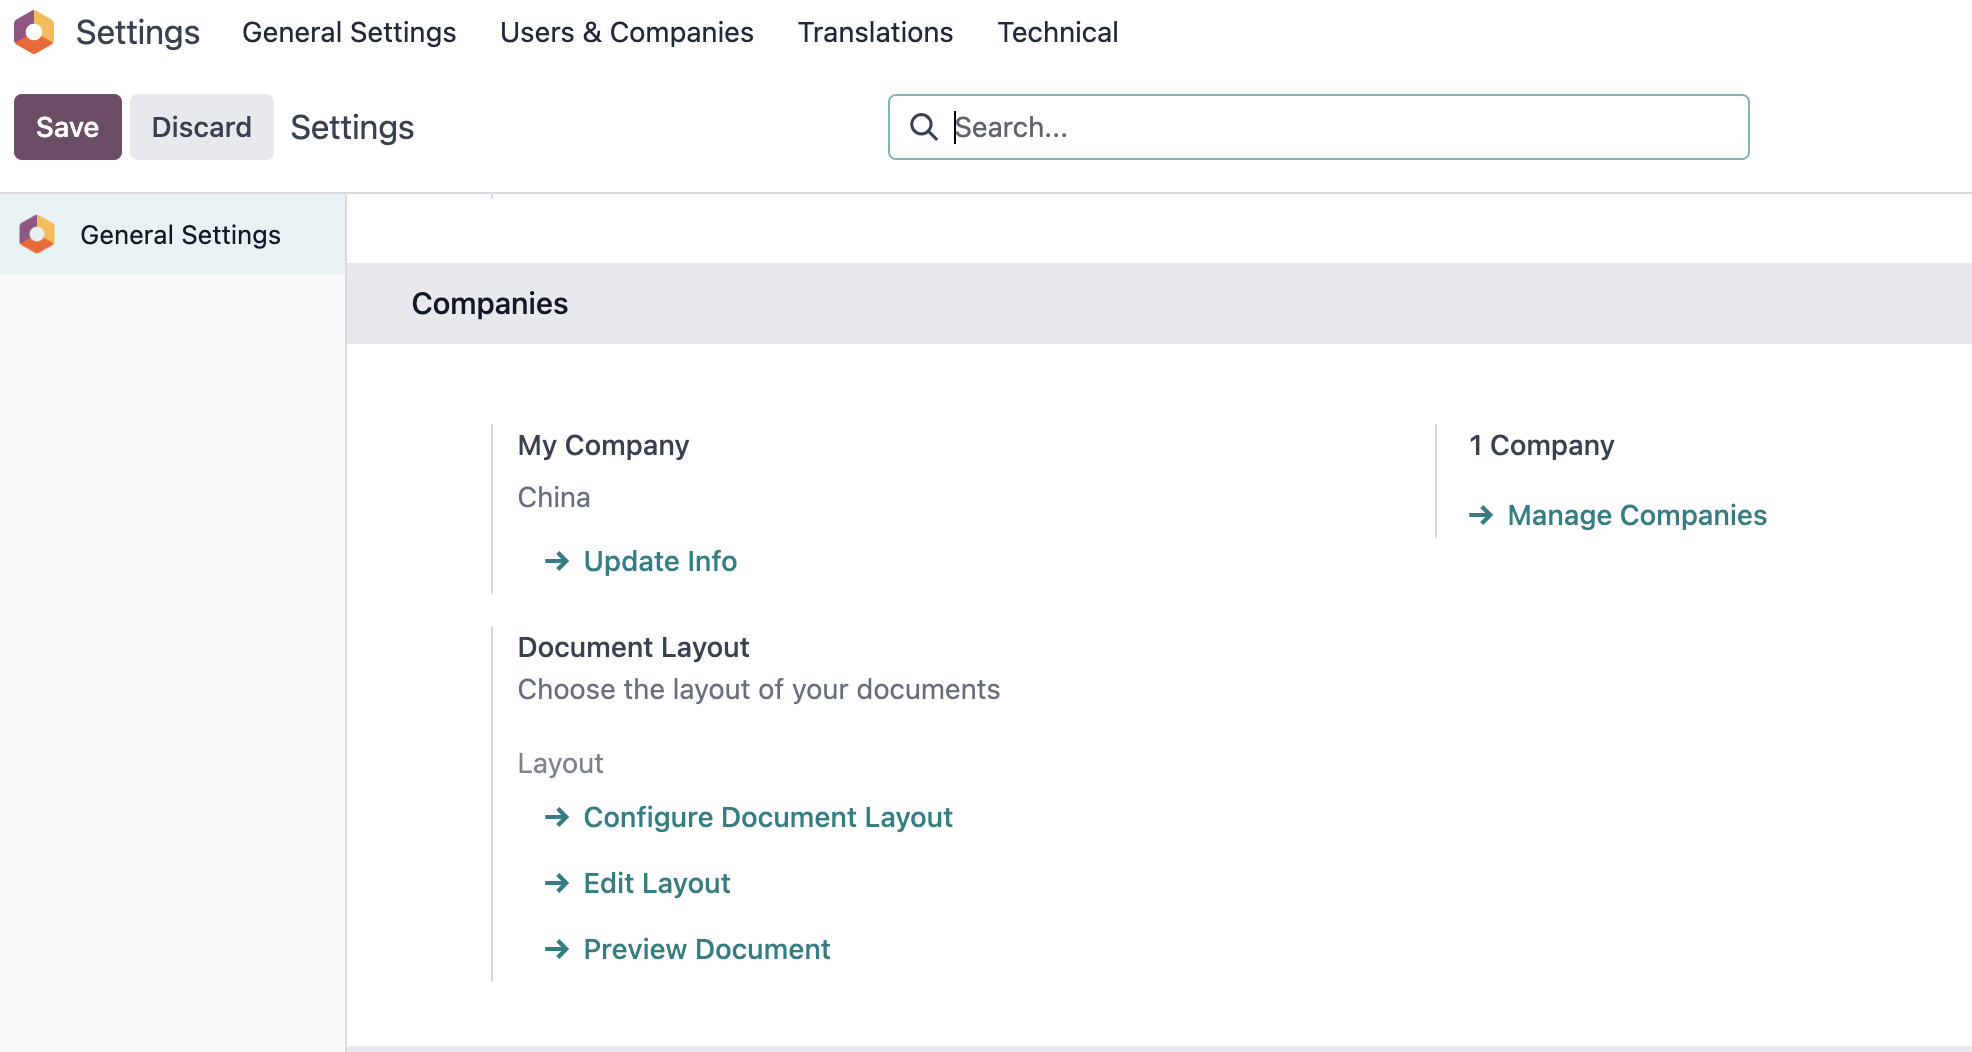 Settings General Settings Users & Companies Translations Technical
Save Discard Settings Search...
General Settings
Companies
My Company
China
→ Update Info
1 Company
→ Manage Companies
Document Layout
Choose the layout of your documents
Layout
→ Configure Document Layout
→ Edit Layout
→ Preview Document